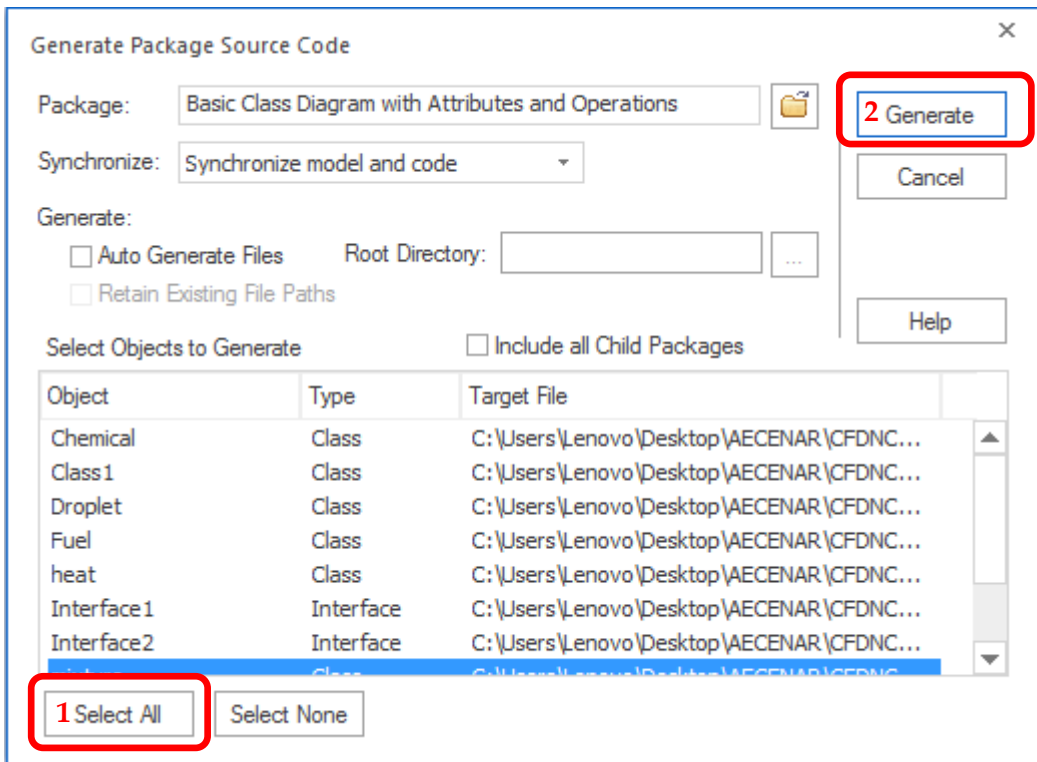 Generate Package Source Code
Package: Basic Class Diagram with Attributes and Operations
2 Generate
Synchronize: Synchronize model and code
Cancel
Generate:
Auto Generate Files Root Directory: ...
Retain Existing File Paths
Help
Select Objects to Generate Include all Child Packages
Object Type Target File
Chemical Class C:\Users\Lenovo\Desktop\AECENAR\CFDNC...
Class1 Class C:\Users\Lenovo\Desktop\AECENAR\CFDNC...
Droplet Class C:\Users\Lenovo\Desktop\AECENAR\CFDNC...
Fuel Class C:\Users\Lenovo\Desktop\AECENAR\CFDNC...
heat Class C:\Users\Lenovo\Desktop\AECENAR\CFDNC...
Interface1 Interface C:\Users\Lenovo\Desktop\AECENAR\CFDNC...
Interface2 Interface C:\Users\Lenovo\Desktop\AECENAR\CFDNC...
1 Select All Select None